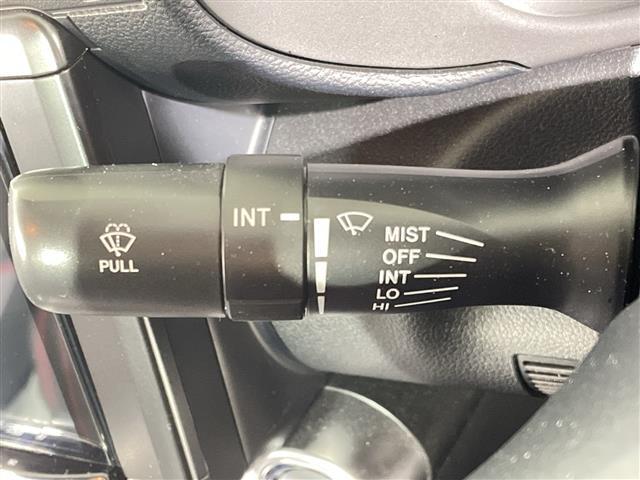 INT
MIST
OFF
INT
LO
HI
PULL